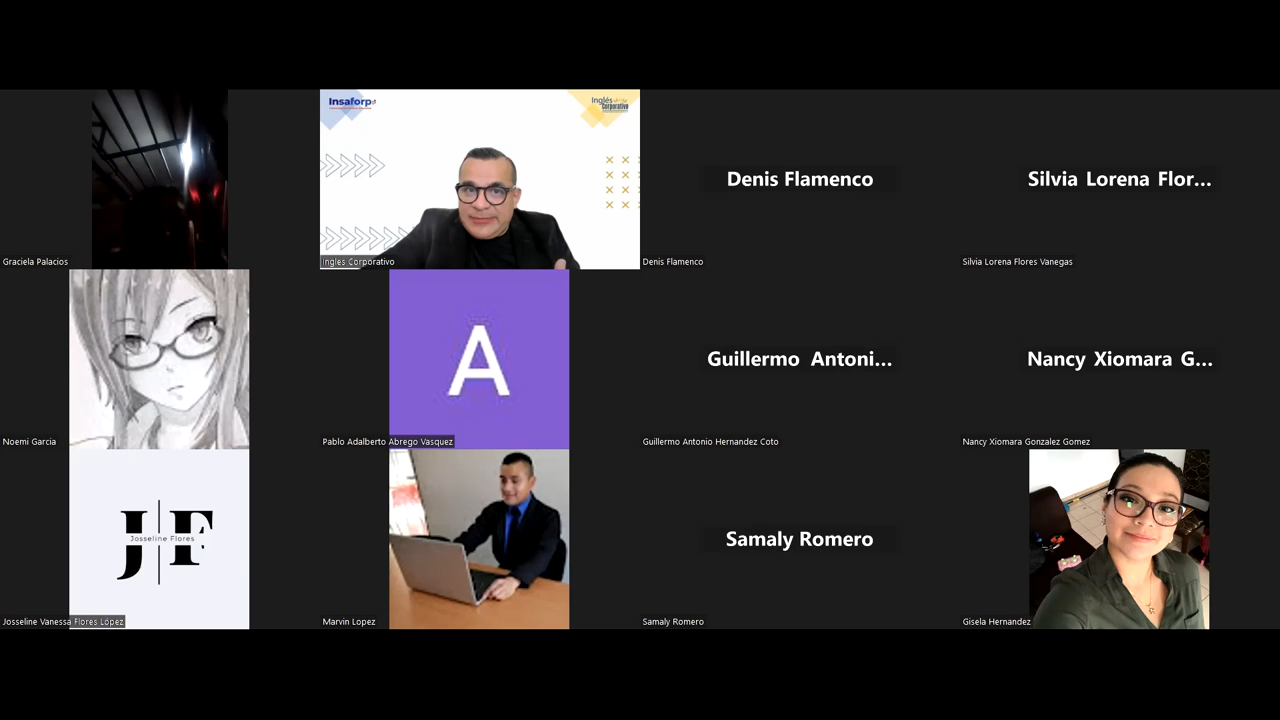 Insaforp
Inglés
Corporativo
Denis Flamenco
Silvia Lorena Flor...
Graciela Palacios
Ingles Corporativo
Denis Flamenco
Silvia Lorena Flores Vanegas
A
Guillermo Antoni...
Nancy Xiomara G...
Noemi Garcia
Pablo Adalberto Abrego Vasquez
Guillermo Antonio Hernandez Coto
Nancy Xiomara Gonzalez Gomez
JF
Josseline Flores
Samaly Romero
Josseline Vanessa Flores López
Marvin Lopez
Samaly Romero
Gisela Hernandez